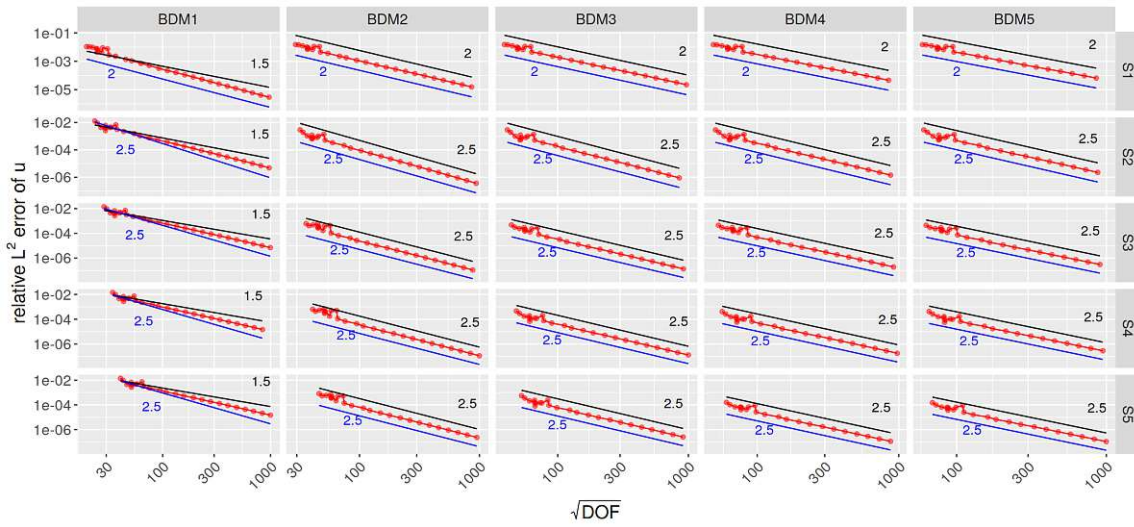 BDM1 BDM2 BDM3 BDM4 BDM5
1e−01
1e−03
1e−05
1.5 2 2 2 2
2 2 2 2 2
S1
1e−02
1e−04
1e−06
1.5 2.5 2.5 2.5 2.5
2.5 2.5 2.5 2.5 2.5
S2
1e−02
1e−04
1e−06
1.5 2.5 2.5 2.5 2.5
2.5 2.5 2.5 2.5 2.5
S3
1e−02
1e−04
1e−06
1.5 2.5 2.5 2.5 2.5
2.5 2.5 2.5 2.5 2.5
S4
1e−02
1e−04
1e−06
1.5 2.5 2.5 2.5 2.5
2.5 2.5 2.5 2.5 2.5
S5
relative L² error of u
30 100 300 1000 30 100 300 1000 100 300 1000 100 300 1000 100 300 1000
√DOF